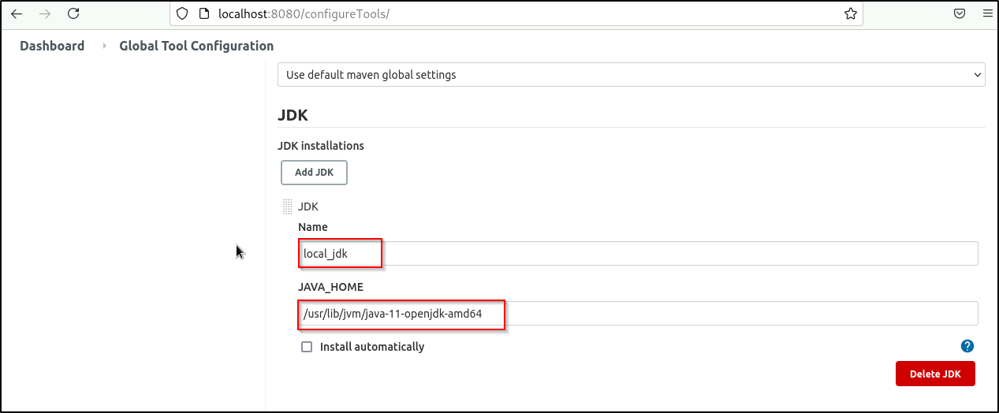 localhost:8080/configureTools/
Dashboard Global Tool Configuration
Use default maven global settings
JDK
JDK installations
Add JDK
JDK
Name
local_jdk
JAVA_HOME
/usr/lib/jvm/java-11-openjdk-amd64
Install automatically ?
Delete JDK